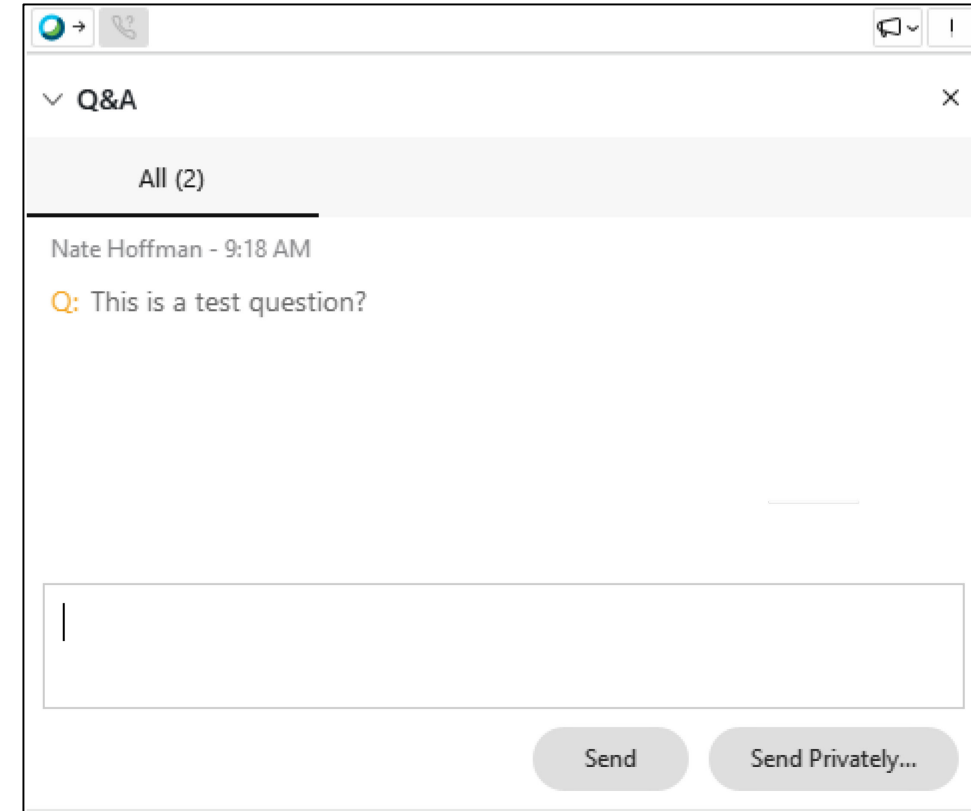 Q&A
All (2)
Nate Hoffman - 9:18 AM
Q: This is a test question?
Send
Send Privately...